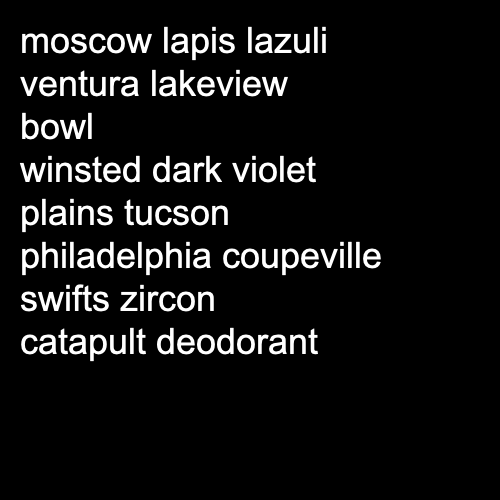 moscow lapis lazuli
ventura lakeview
bowl
winsted dark violet
plains tucson
philadelphia coupeville
swifts zircon
catapult deodorant